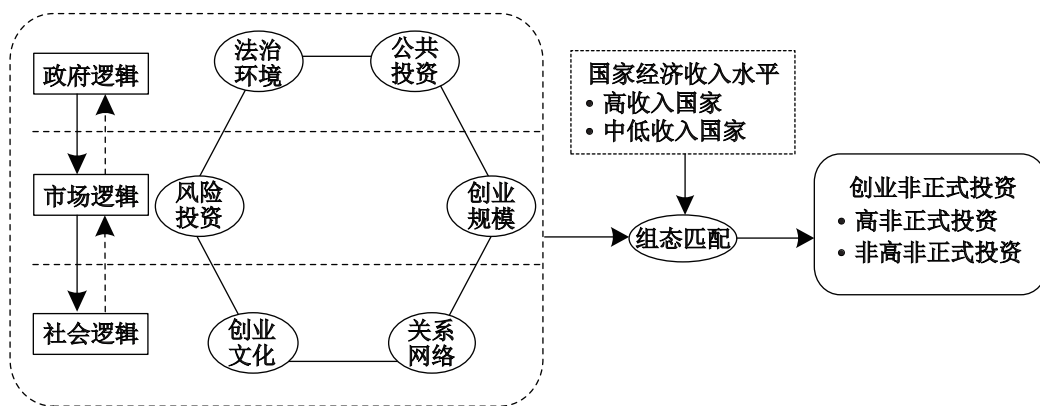 政府逻辑
市场逻辑
社会逻辑
法治
环境
公共
投资
风险
投资
创业
规模
创业
文化
关系
网络
国家经济收入水平
• 高收入国家
• 中低收入国家
组态匹配
创业非正式投资
• 高非正式投资
• 非高非正式投资